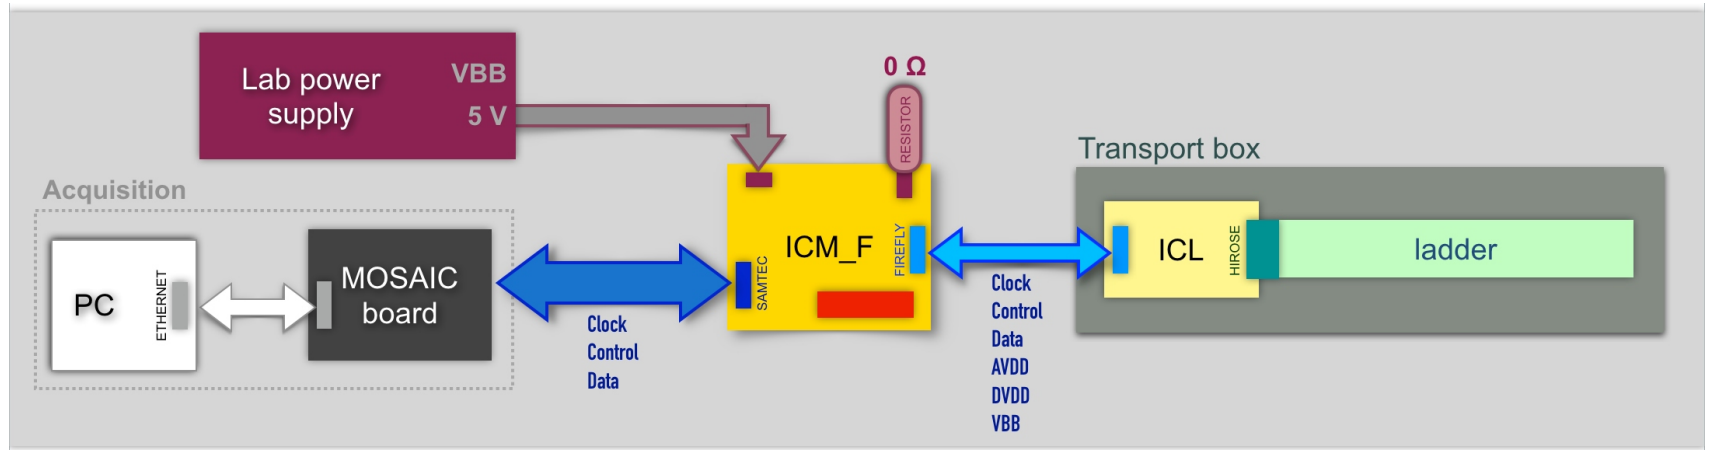 Lab power
supply
VBB
5 V
0 Ω
RESISTOR
Transport box
Acquisition
PC
ETHERNET
MOSAIC
board
Clock
Control
Data
SAMTEC
ICM_F
FIREFLY
Clock
Control
Data
AVDD
DVDD
VBB
ICL
HIROSE
ladder